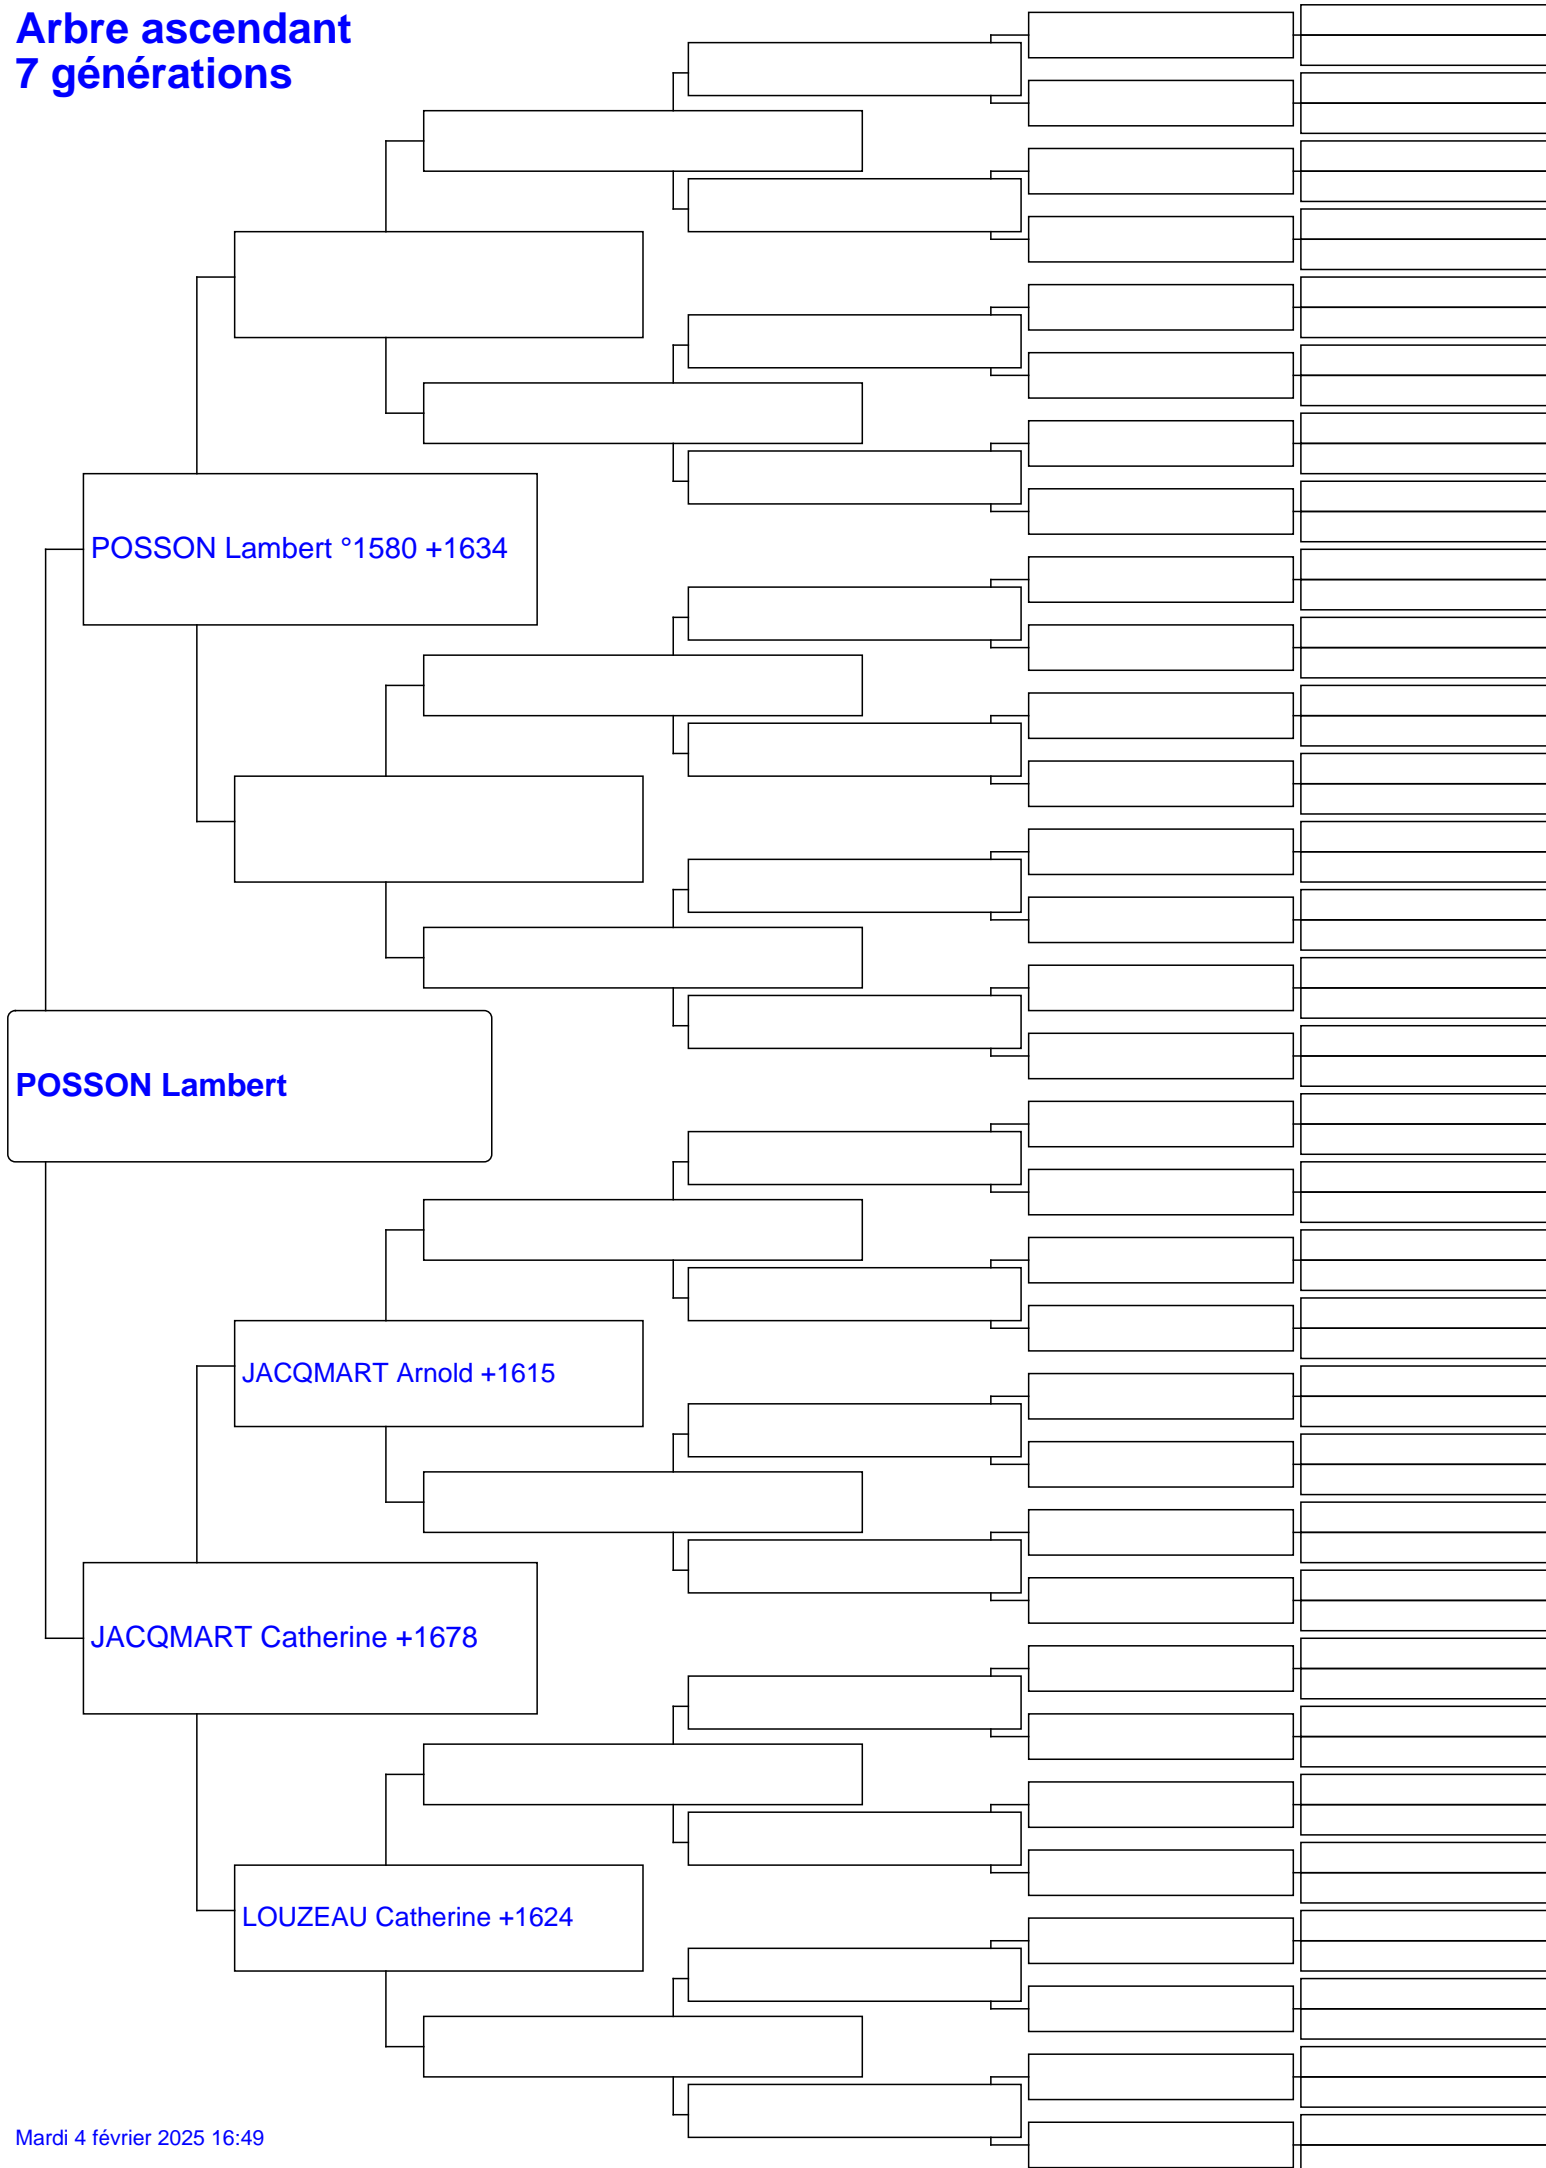 Arbre ascendant
7 générations
POSSON Lambert °1580 +1634
POSSON Lambert
JACQMART Arnold +1615
JACQMART Catherine +1678
LOUZEAU Catherine +1624
Mardi 4 février 2025 16:49